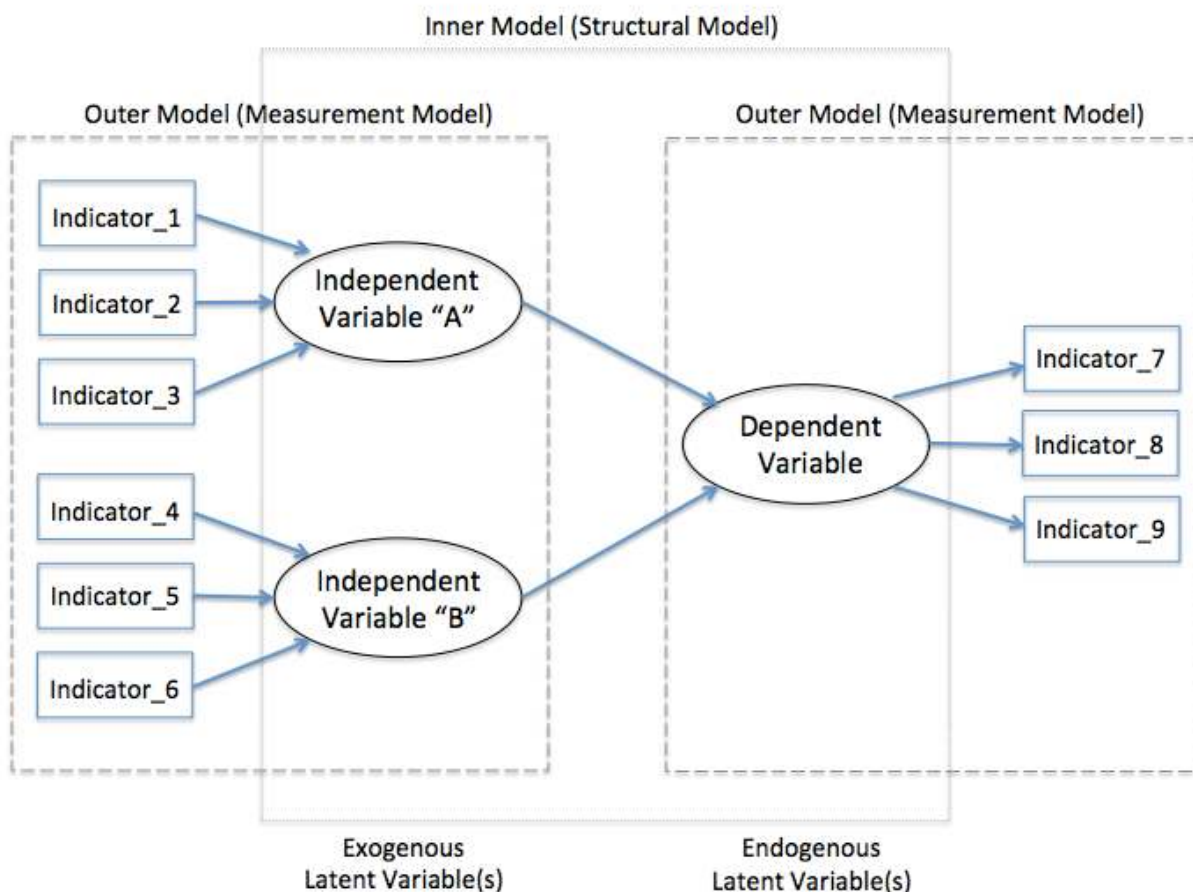 Inner Model (Structural Model)
Outer Model (Measurement Model)
Outer Model (Measurement Model)
Indicator_1
Indicator_2
Indicator_3
Independent
Variable “A”
Indicator_4
Indicator_5
Indicator_6
Independent
Variable “B”
Dependent
Variable
Indicator_7
Indicator_8
Indicator_9
Exogenous
Latent Variable(s)
Endogenous
Latent Variable(s)